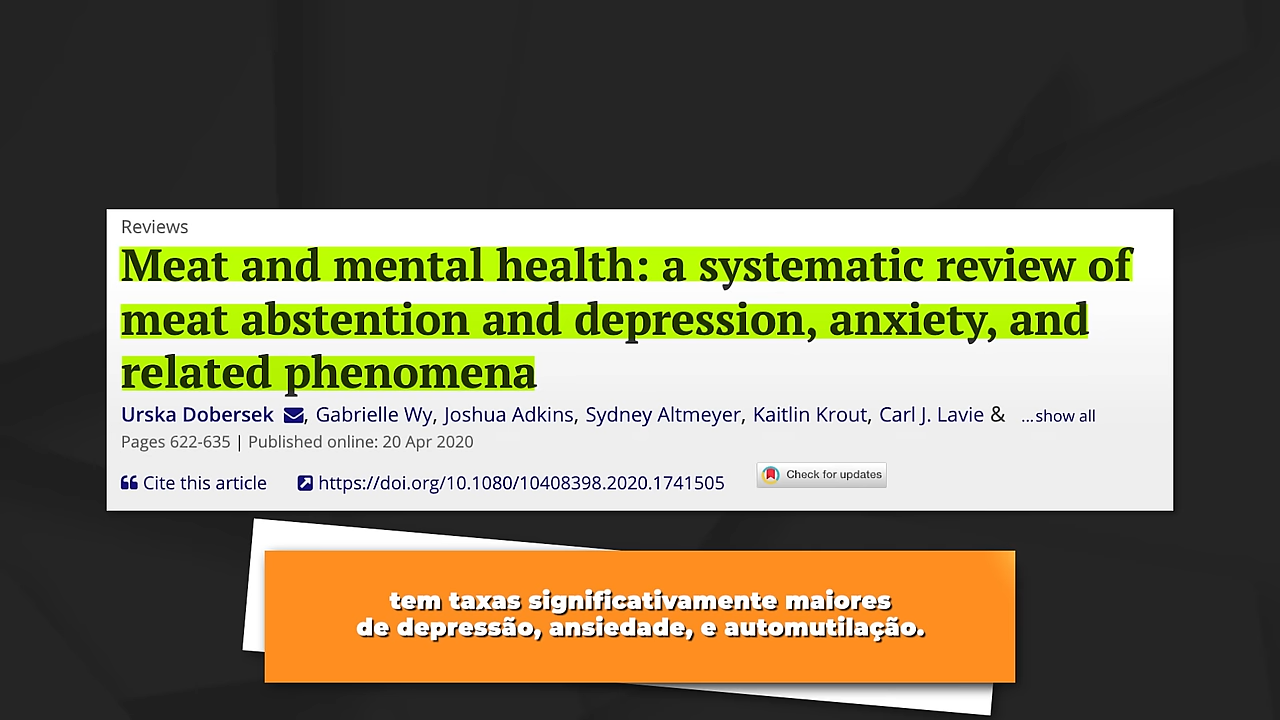 Reviews
Meat and mental health: a systematic review of
meat abstention and depression, anxiety, and
related phenomena
Urska Dobersek , Gabrielle Wy, Joshua Adkins, Sydney Altmeyer, Kaitlin Krout, Carl J. Lavie & ...show all
Pages 622-635 | Published online: 20 Apr 2020
Cite this article https://doi.org/10.1080/10408398.2020.1741505 Check for updates
tem taxas significativamente maiores
de depressão, ansiedade, e automutilação.